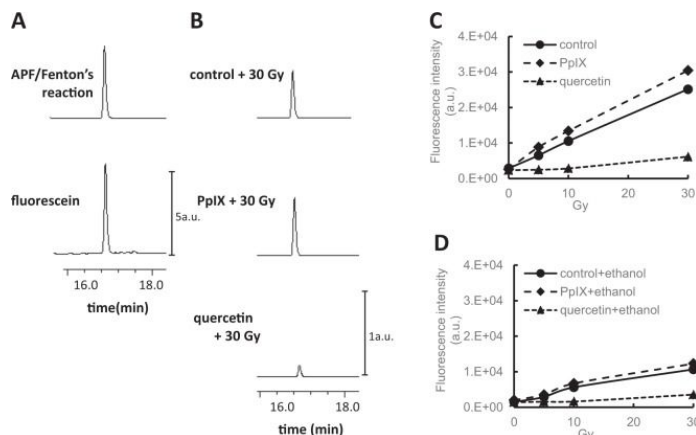 A
APF/Fenton's
reaction
fluorescein
5a.u.
16.0 18.0
time(min)
B
control + 30 Gy
PpIX + 30 Gy
quercetin
+ 30 Gy
1a.u.
16.0 18.0
time(min)
C
Fluorescence intensity
(a.u.)
4.E+04
3.E+04
2.E+04
1.E+04
0.E+00
control
PpIX
quercetin
0 10 20 30
Gy
D
Fluorescence intensity
(a.u.)
4.E+04
3.E+04
2.E+04
1.E+04
0.E+00
control+ethanol
PpIX+ethanol
quercetin+ethanol
0 10 20 30
Gy